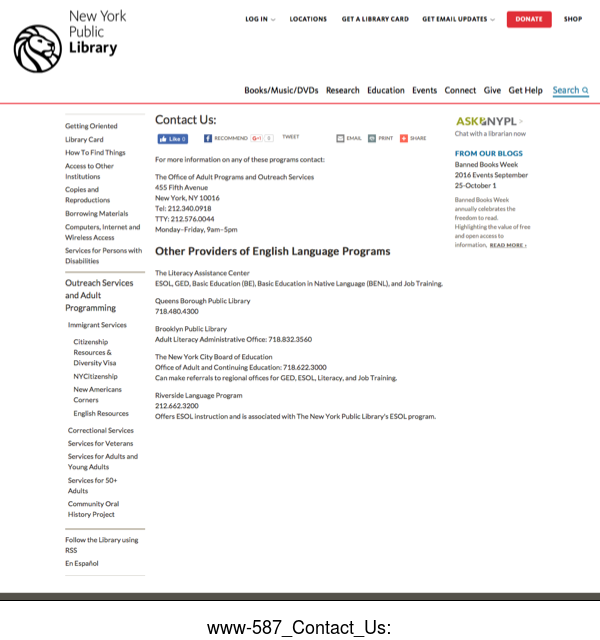 New York
Public
Library
LOG IN
LOCATIONS
GET A LIBRARY CARD
GET EMAIL UPDATES
DONATE
SHOP
Books/Music/DVDs
Research
Education
Events
Connect
Give
Get Help
Search
Getting Oriented
Library Card
How To Find Things
Access to Other
Institutions
Copies and
Reproductions
Borrowing Materials
Computers, Internet and
Wireless Access
Services for Persons with
Disabilities
Outreach Services
and Adult
Programming
Immigrant Services
Citizenship
Resources &
Diversity Visa
NYCitizenship
New Americans
Corners
English Resources
Correctional Services
Services for Veterans
Services for Adults and
Young Adults
Services for 50+
Adults
Community Oral
History Project
Follow the Library using
RSS
En Español
Contact Us:
Like 0
RECOMMEND
G+1 0
TWEET
EMAIL
PRINT
SHARE
For more information on any of these programs contact:
The Office of Adult Programs and Outreach Services
455 Fifth Avenue
New York, NY 10016
Tel: 212.340.0918
TTY: 212.576.0044
Monday-Friday, 9am-5pm
Other Providers of English Language Programs
The Literacy Assistance Center
ESOL, GED, Basic Education (BE), Basic Education in Native Language (BENL), and Job Training.
Queens Borough Public Library
718.480.4300
Brooklyn Public Library
Adult Literacy Administrative Office: 718.832.3560
The New York City Board of Education
Office of Adult and Continuing Education: 718.622.3000
Can make referrals to regional offices for GED, ESOL, Literacy, and Job Training.
Riverside Language Program
212.662.3200
Offers ESOL instruction and is associated with The New York Public Library's ESOL program.
ASKNYPL >
Chat with a librarian now
FROM OUR BLOGS
Banned Books Week
2016 Events September
25-October 1
Banned Books Week
annually celebrates the
freedom to read.
Highlighting the value of free
and open access to
information, READ MORE ›
www-587_Contact_Us: